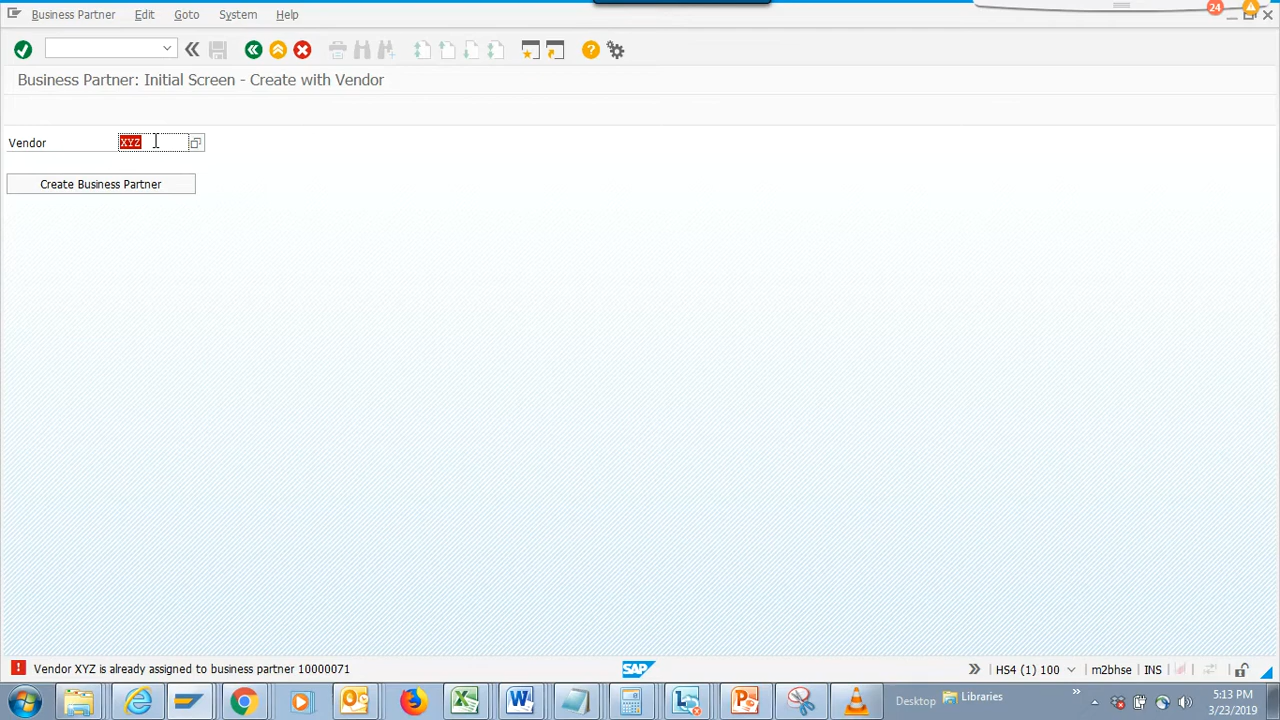 Business Partner Edit Goto System Help
24
Business Partner: Initial Screen - Create with Vendor
Vendor XYZ
Create Business Partner
Vendor XYZ is already assigned to business partner 10000071
SAP
HS4 (1) 100 m2bhse INS
Desktop Libraries
5:13 PM
3/23/2019